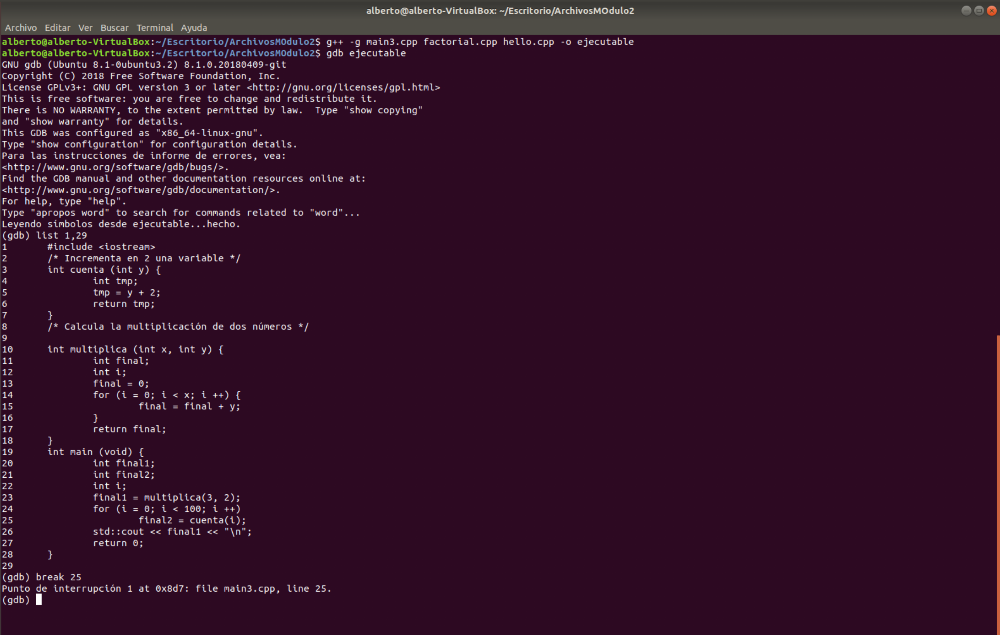 alberto@alberto-VirtualBox: ~/Escritorio/ArchivosMOdulo2
Archivo Editar Ver Buscar Terminal Ayuda
alberto@alberto-VirtualBox:~/Escritorio/ArchivosMOdulo2$ g++ -g main3.cpp factorial.cpp hello.cpp -o ejecutable
alberto@alberto-VirtualBox:~/Escritorio/ArchivosMOdulo2$ gdb ejecutable
GNU gdb (Ubuntu 8.1-0ubuntu3.2) 8.1.0.20180409-git
Copyright (C) 2018 Free Software Foundation, Inc.
License GPLv3+: GNU GPL version 3 or later <http://gnu.org/licenses/gpl.html>
This is free software: you are free to change and redistribute it.
There is NO WARRANTY, to the extent permitted by law.  Type "show copying"
and "show warranty" for details.
This GDB was configured as "x86_64-linux-gnu".
Type "show configuration" for configuration details.
Para las instrucciones de informe de errores, vea:
<http://www.gnu.org/software/gdb/bugs/>.
Find the GDB manual and other documentation resources online at:
<http://www.gnu.org/software/gdb/documentation/>.
For help, type "help".
Type "apropos word" to search for commands related to "word"...
Leyendo símbolos desde ejecutable...hecho.
(gdb) list 1,29
1       #include <iostream>
2       /* Incrementa en 2 una variable */
3       int cuenta (int y) {
4               int tmp;
5               tmp = y + 2;
6               return tmp;
7       }
8       /* Calcula la multiplicación de dos números */
9
10      int multiplica (int x, int y) {
11              int final;
12              int i;
13              final = 0;
14              for (i = 0; i < x; i ++) {
15                      final = final + y;
16              }
17              return final;
18      }
19      int main (void) {
20              int final1;
21              int final2;
22              int i;
23              final1 = multiplica(3, 2);
24              for (i = 0; i < 100; i ++)
25                      final2 = cuenta(i);
26              std::cout << final1 << "\n";
27              return 0;
28      }
29
(gdb) break 25
Punto de interrupción 1 at 0x8d7: file main3.cpp, line 25.
(gdb)